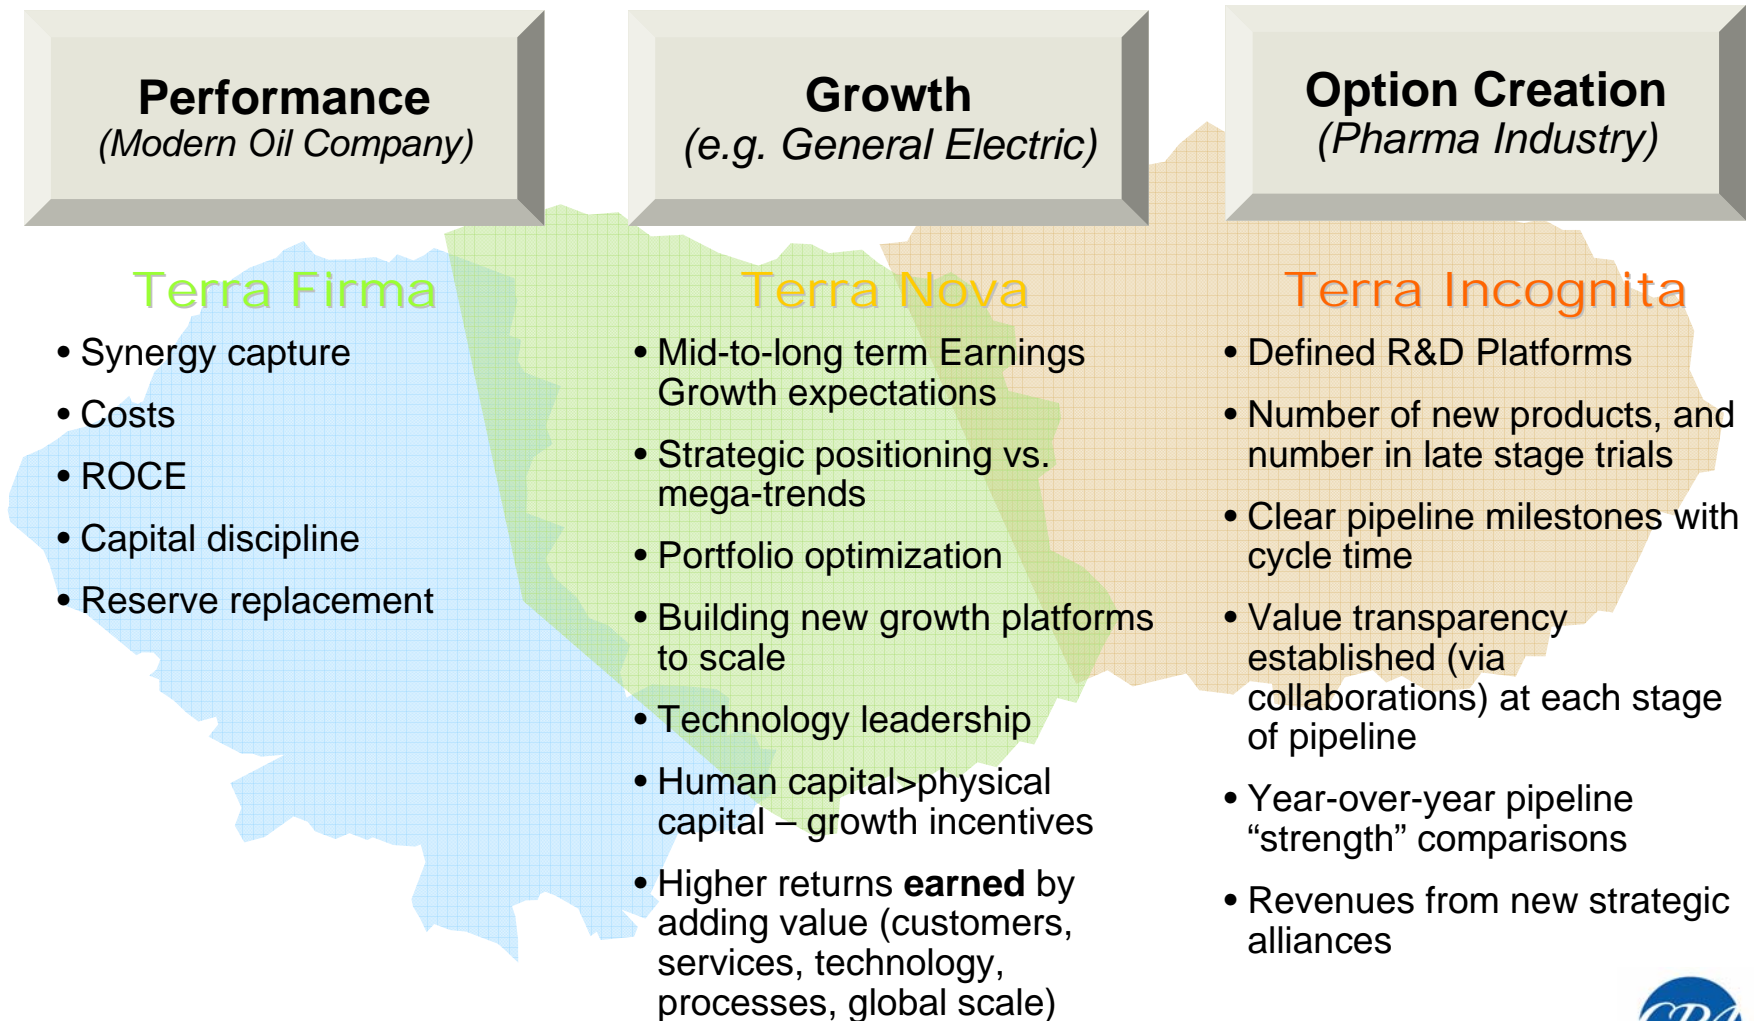 Performance
(Modern Oil Company)
Growth
(e.g. General Electric)
Option Creation
(Pharma Industry)
Terra Firma
• Synergy capture
• Costs
• ROCE
• Capital discipline
• Reserve replacement
Terra Nova
• Mid-to-long term Earnings
Growth expectations
• Strategic positioning vs.
mega-trends
• Portfolio optimization
• Building new growth platforms
to scale
• Technology leadership
• Human capital>physical
capital – growth incentives
• Higher returns earned by
adding value (customers,
services, technology,
processes, global scale)
Terra Incognita
• Defined R&D Platforms
• Number of new products, and
number in late stage trials
• Clear pipeline milestones with
cycle time
• Value transparency
established (via
collaborations) at each stage
of pipeline
• Year-over-year pipeline
“strength” comparisons
• Revenues from new strategic
alliances